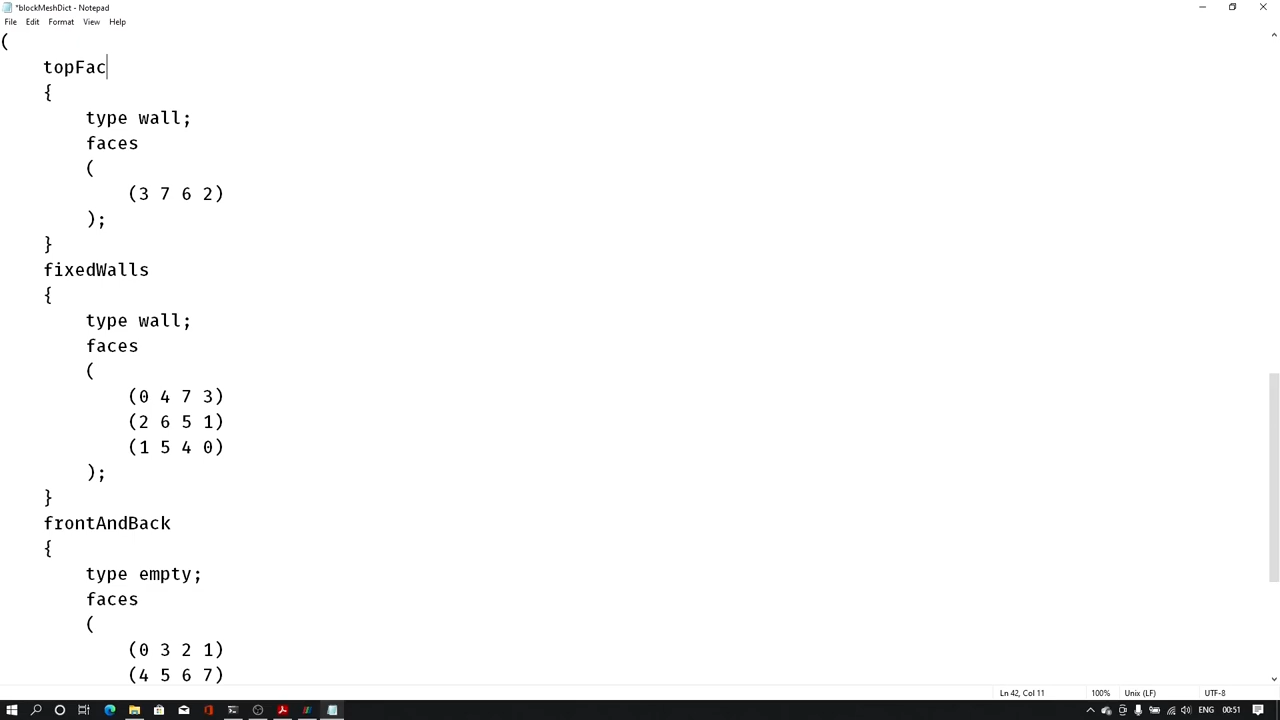 *blockMeshDict - Notepad
File Edit Format View Help
(
    topFac
    {
        type wall;
        faces
        (
            (3 7 6 2)
        );
    }
    fixedWalls
    {
        type wall;
        faces
        (
            (0 4 7 3)
            (2 6 5 1)
            (1 5 4 0)
        );
    }
    frontAndBack
    {
        type empty;
        faces
        (
            (0 3 2 1)
            (4 5 6 7)
Ln 42, Col 11 100% Unix (LF) UTF-8
ENG 00:51